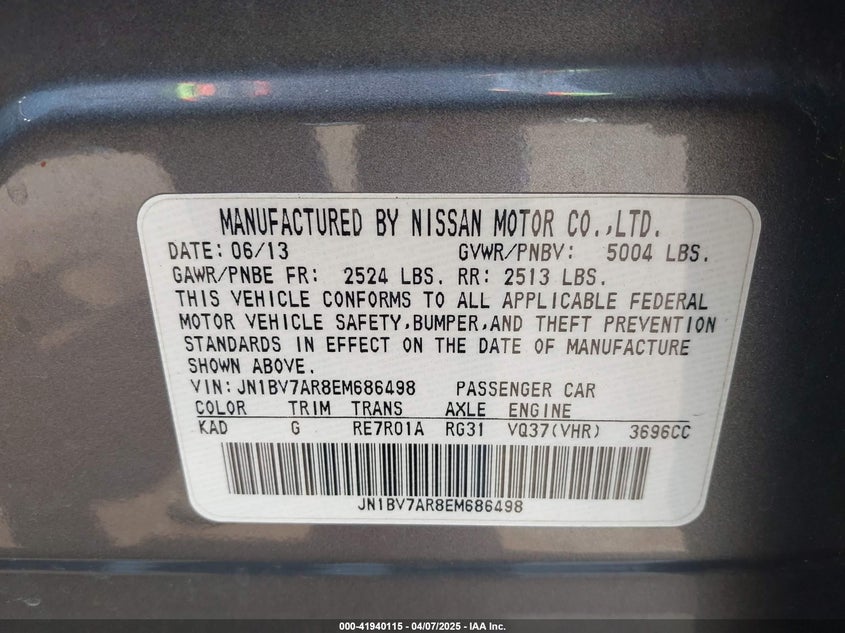 MANUFACTURED BY NISSAN MOTOR CO.,LTD.
DATE: 06/13 GVWR/PNBV: 5004 LBS.
GAWR/PNBE FR: 2524 LBS. RR: 2513 LBS.
THIS VEHICLE CONFORMS TO ALL APPLICABLE FEDERAL
MOTOR VEHICLE SAFETY,BUMPER,AND THEFT PREVENTION
STANDARDS IN EFFECT ON THE DATE OF MANUFACTURE
SHOWN ABOVE.
VIN: JN1BV7AR8EM686498 PASSENGER CAR
COLOR TRIM TRANS AXLE ENGINE
KAD G RE7R01A RG31 VQ37(VHR) 3696CC
JN1BV7AR8EM686498
000-41940115 - 04/07/2025 - IAA Inc.